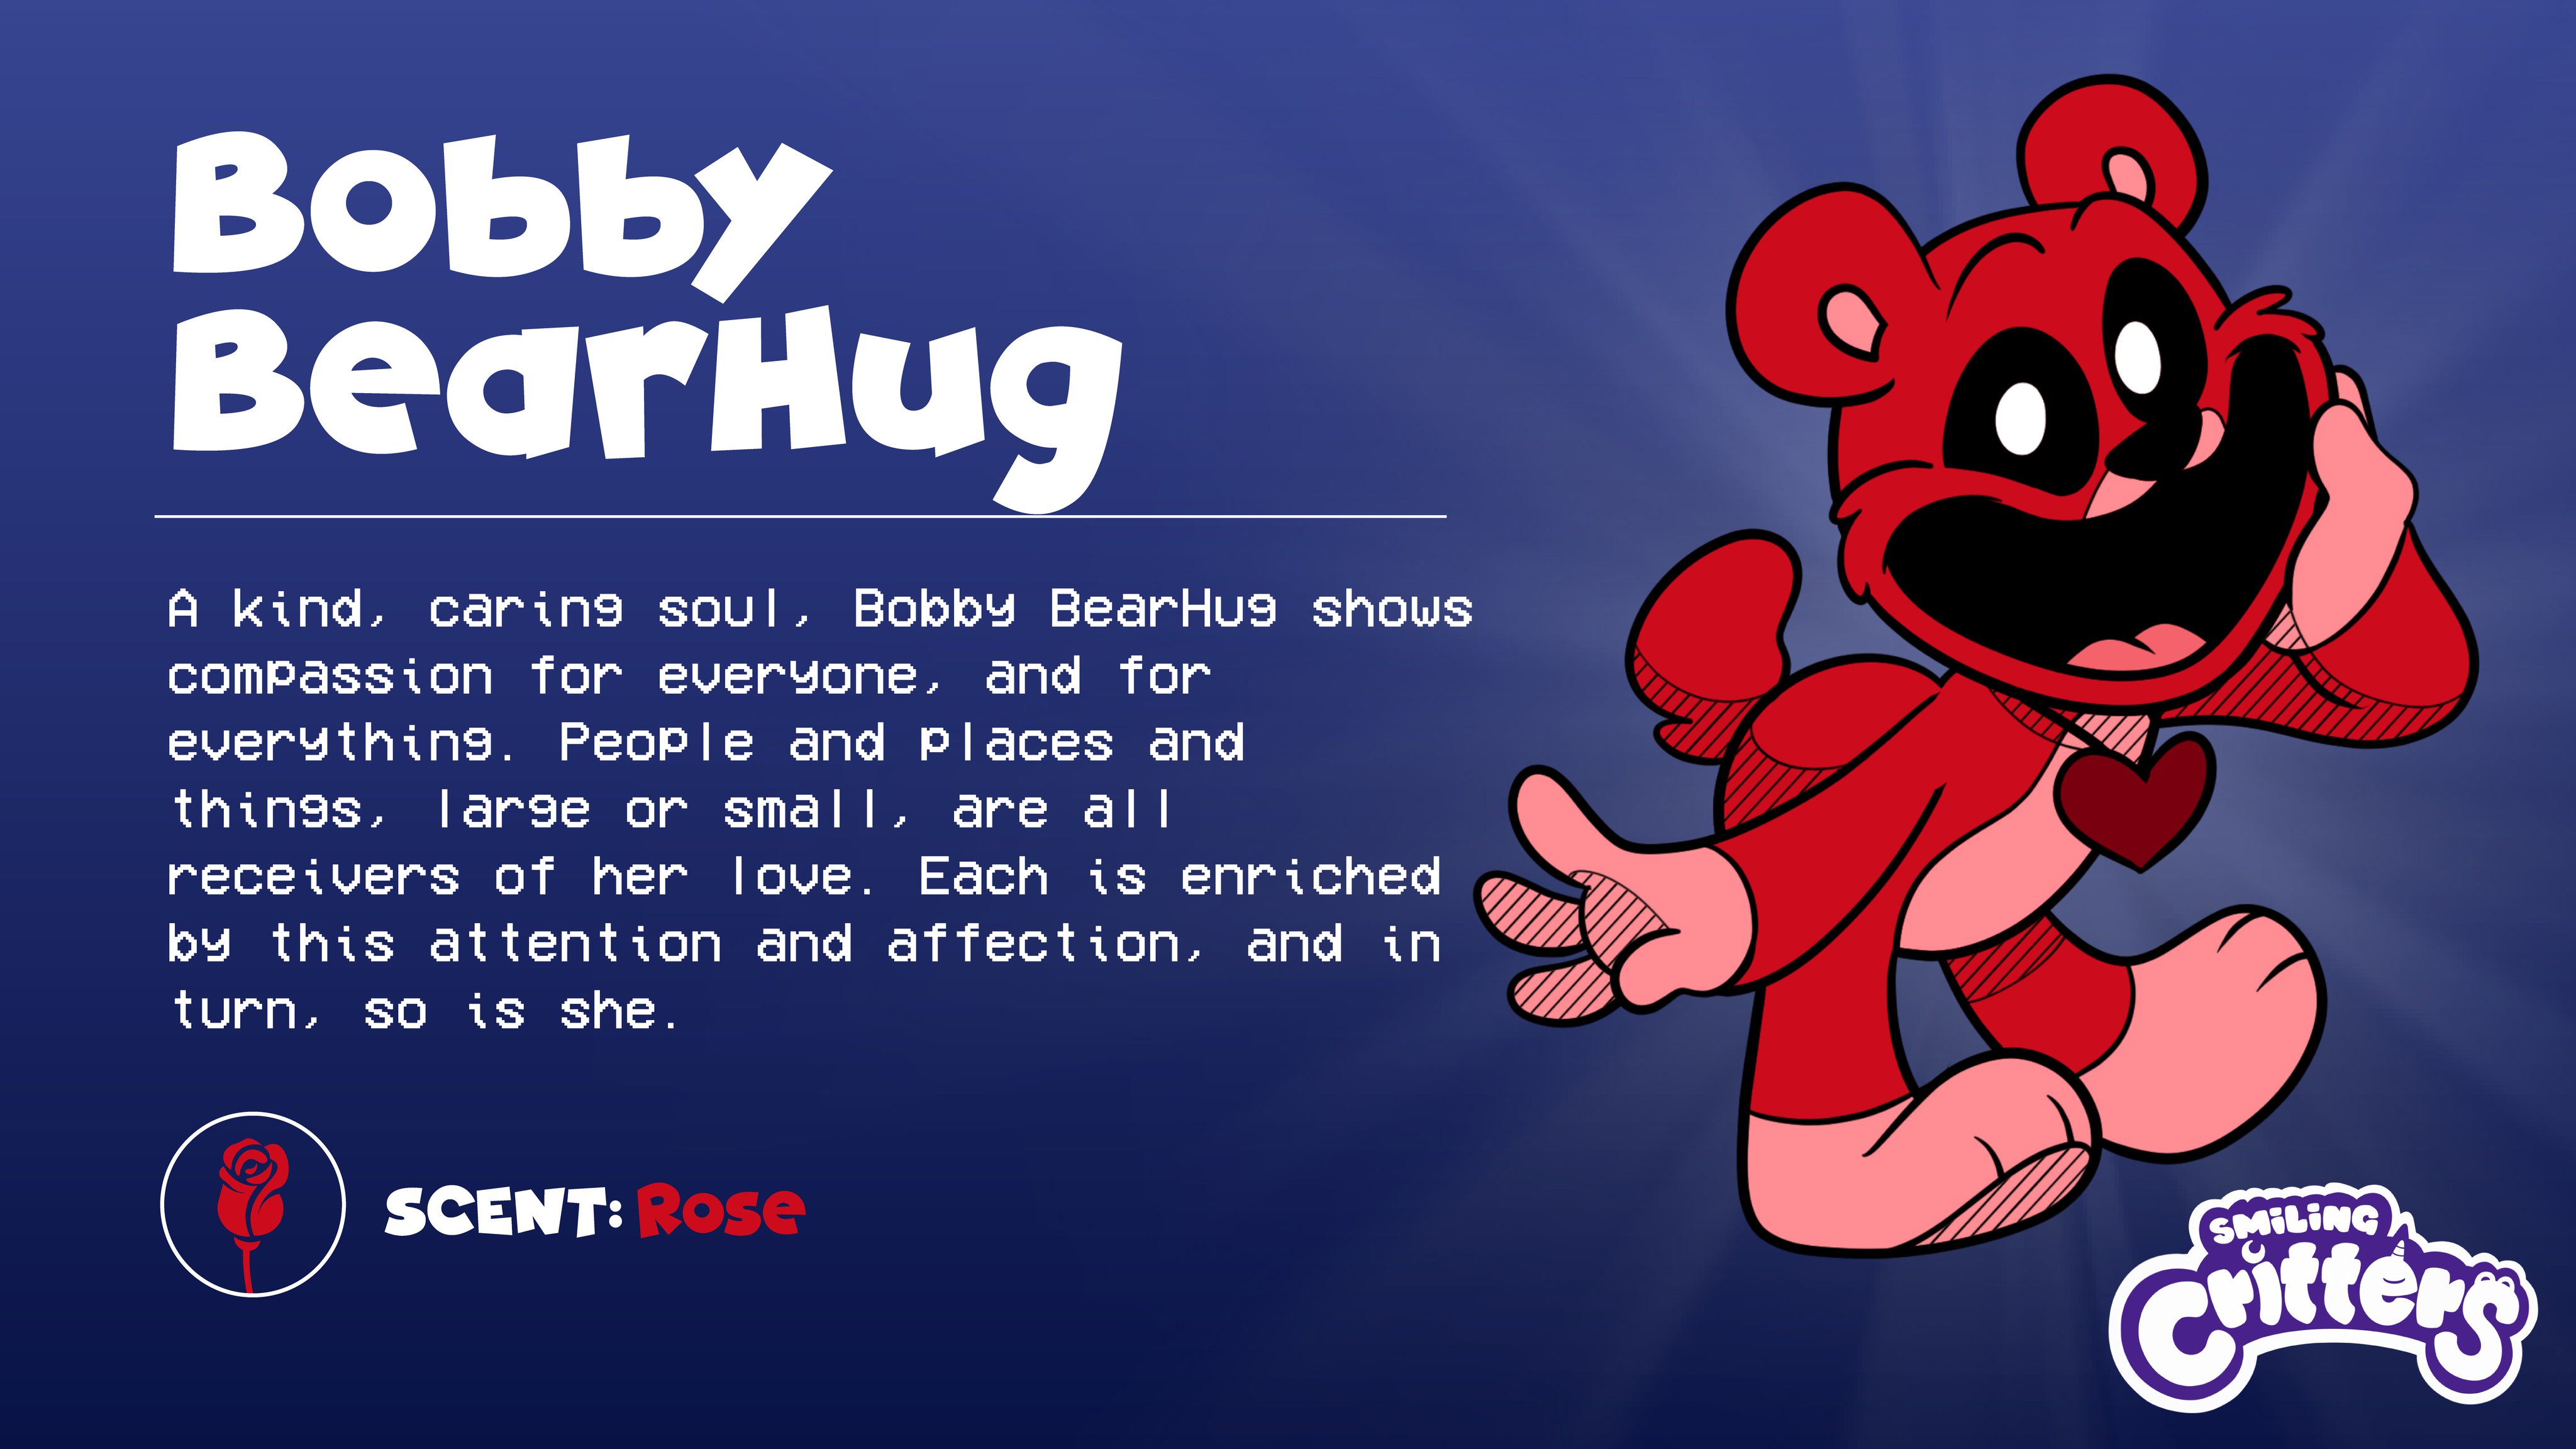 Bobby
BearHug
A kind, caring soul, Bobby BearHug shows
compassion for everyone, and for
everything. People and places and
things, large or small, are all
receivers of her love. Each is enriched
by this attention and affection, and in
turn, so is she.
SCENT: Rose
SMiLiNG
Critters